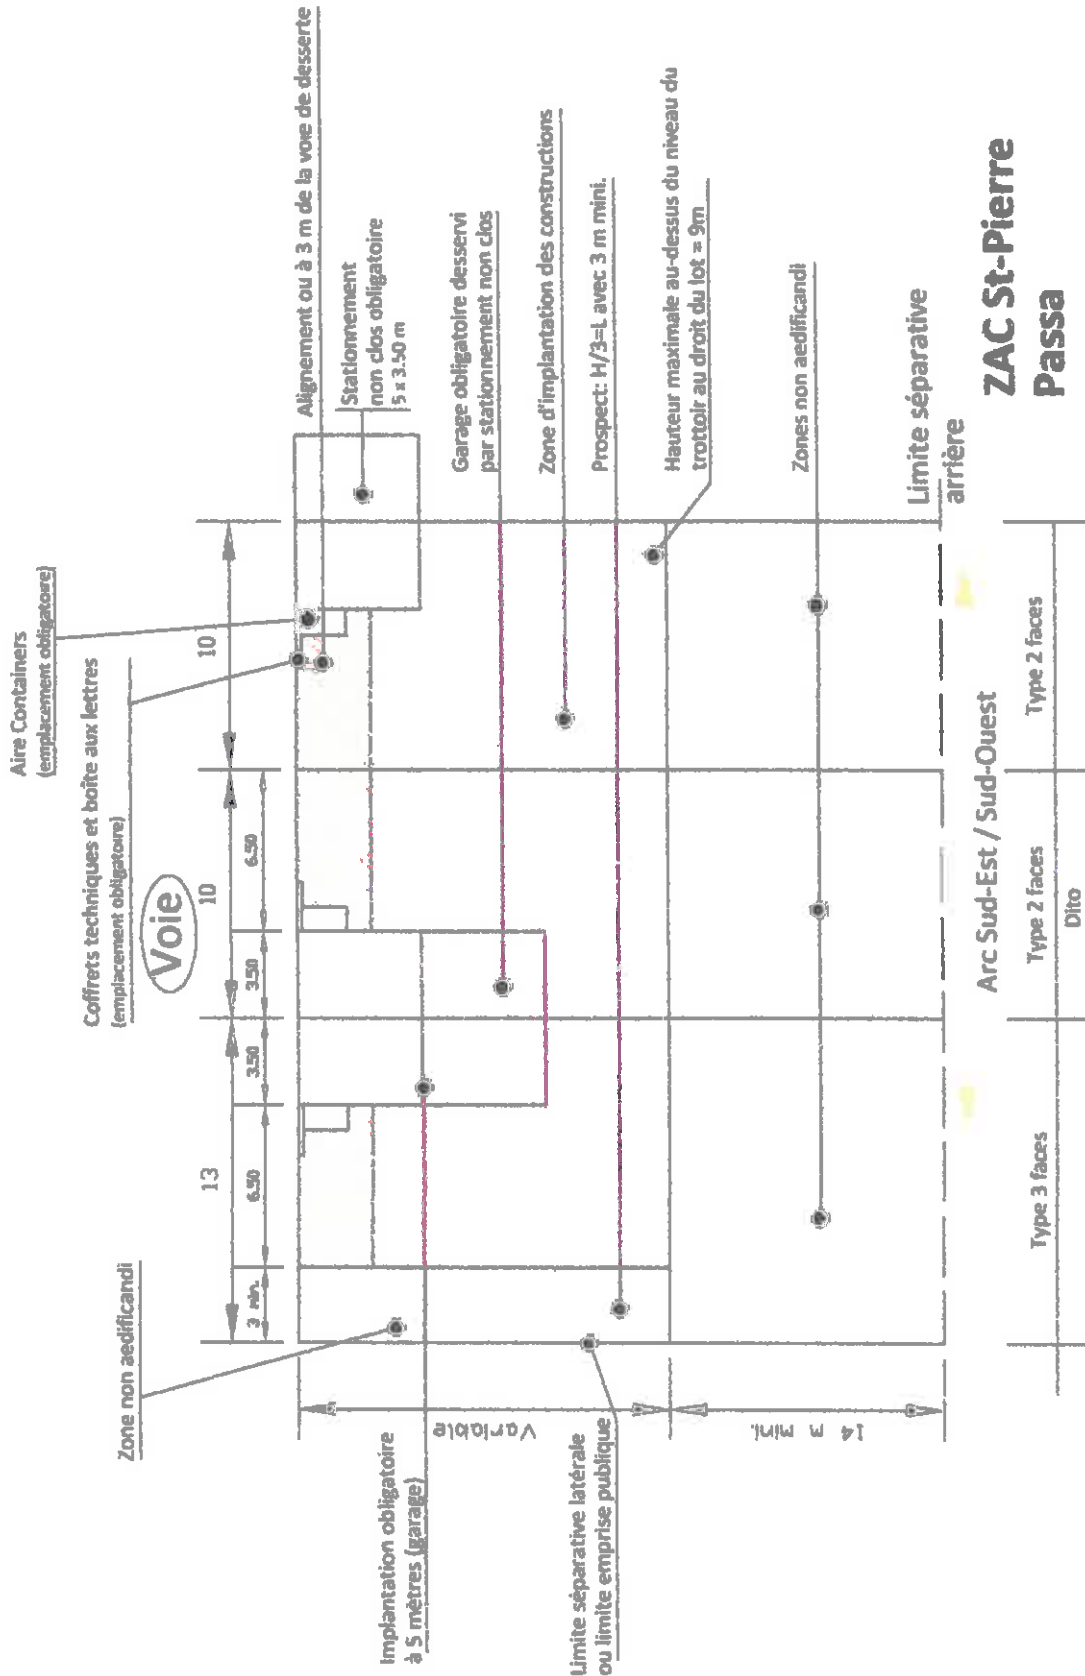 Aire Containers
(emplacement obligatoire)
Coffrets techniques et boîte aux lettres
(emplacement obligatoire)
Zone non aedificandi
Voie
13
10
10
3 min.
6.50
3.50
3.50
6.50
Alignement ou à 3 m de la voie de desserte
Stationnement
non clos obligatoire
5 x 3.50 m
Garage obligatoire desservi
par stationnement non clos
Zone d'implantation des constructions
Prospect: H/3=L avec 3 m mini.
Hauteur maximale au-dessus du niveau du
trottoir au droit du lot = 9m
Zones non aedificandi
Limite séparative
arrière
Variable
14 m mini.
Implantation obligatoire
à 5 mètres (garage)
Limite séparative latérale
ou limite emprise publique
Arc Sud-Est / Sud-Ouest
Type 3 faces
Type 2 faces
Type 2 faces
Dito
ZAC St-Pierre
Passa